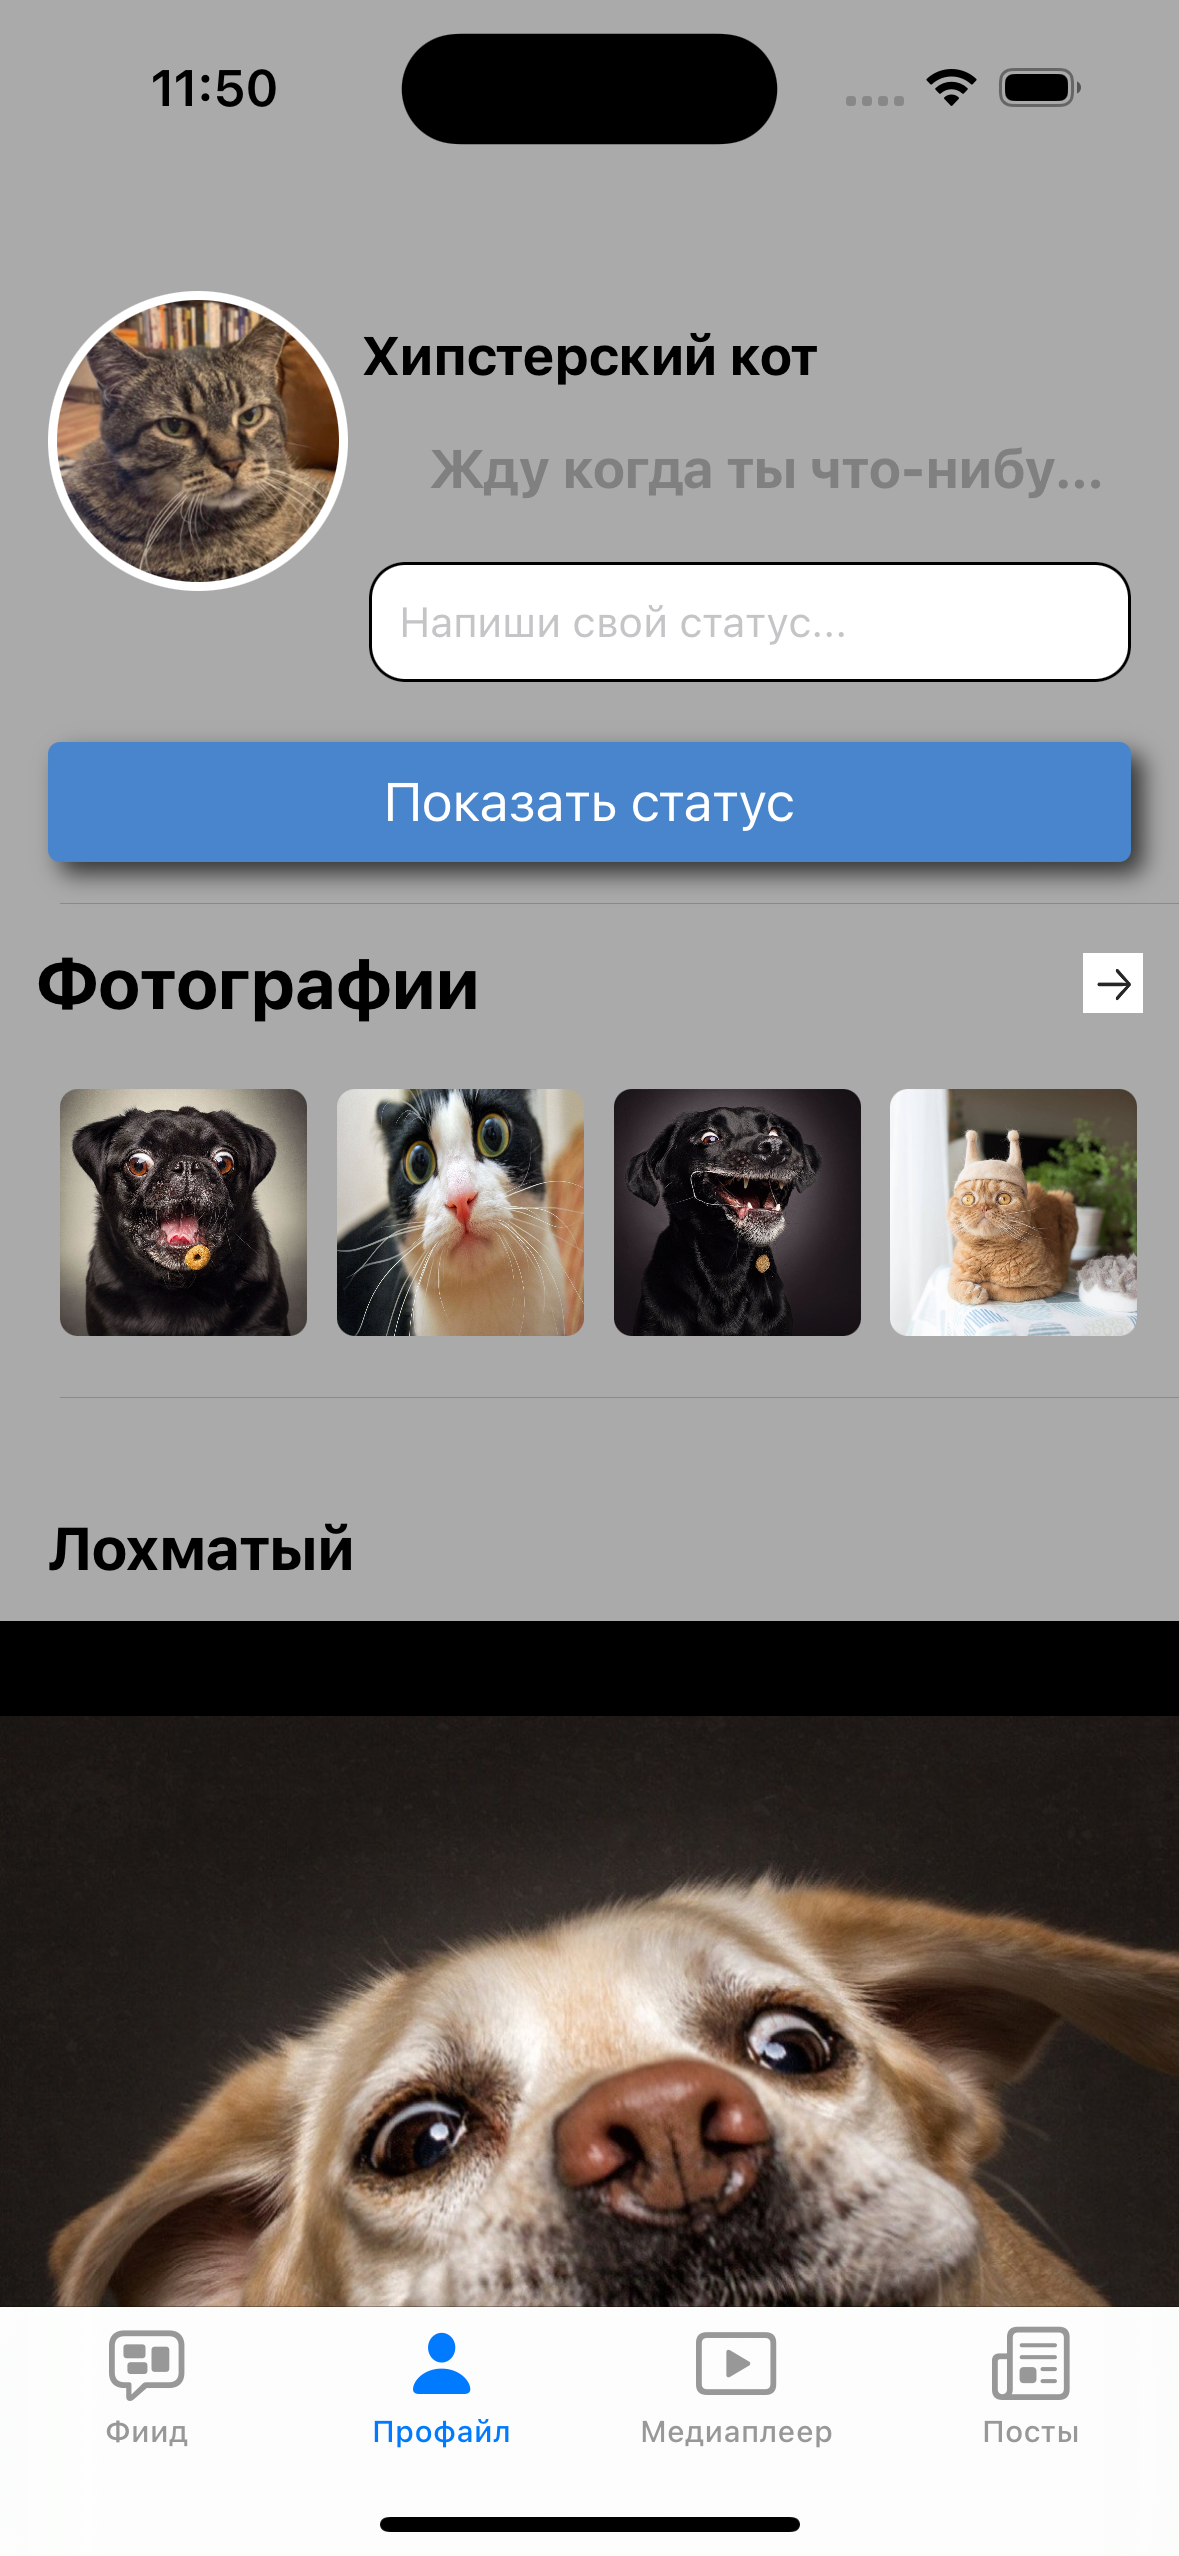 11:50
Хипстерский кот
Жду когда ты что-нибу...
Напиши свой статус...
Показать статус
Фотографии
Лохматый
Фиид
Профайл
Медиаплеер
Посты